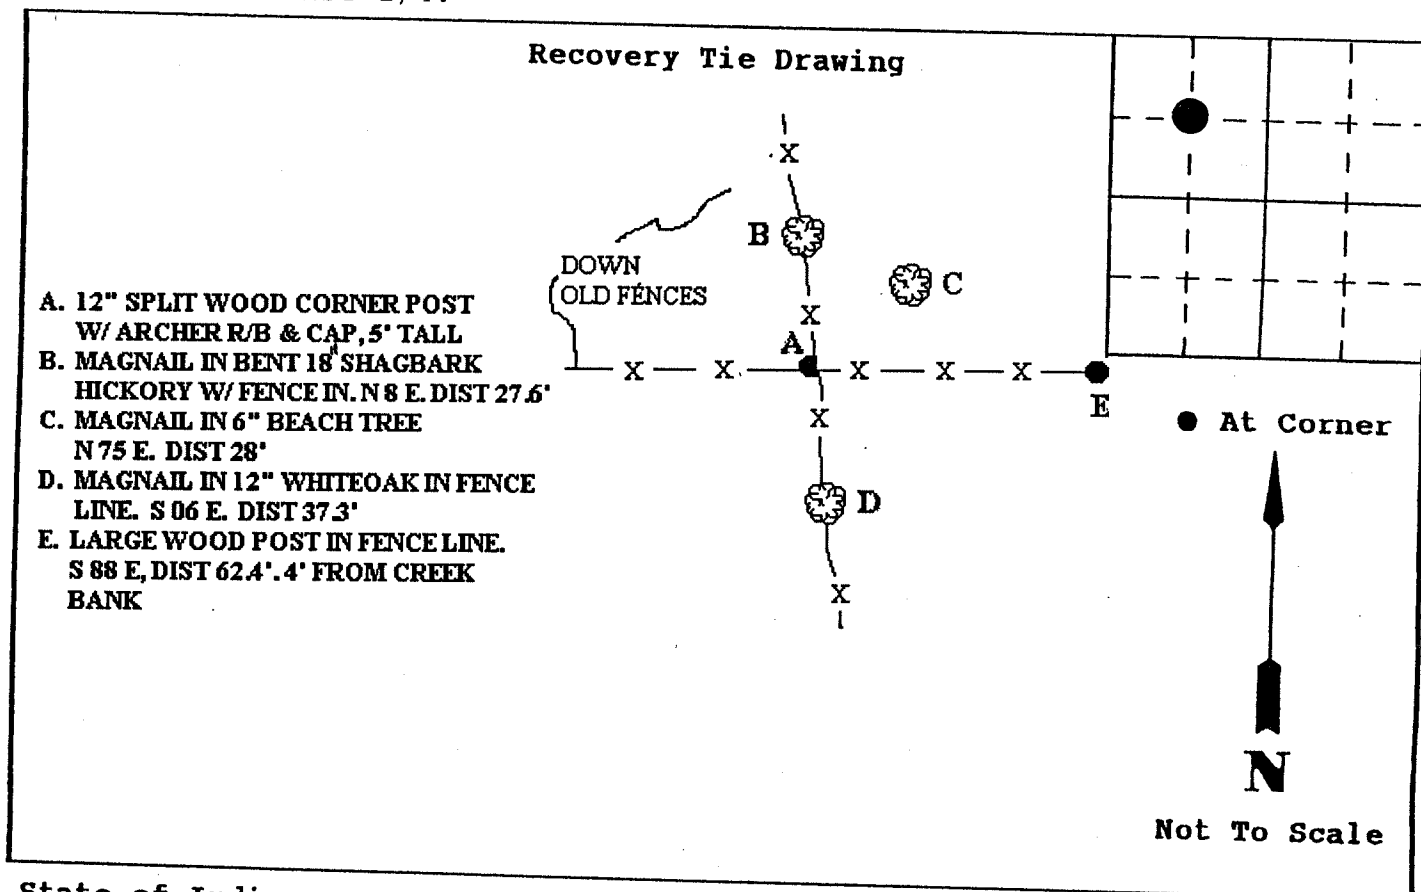 Recovery Tie Drawing
X
B
C
DOWN
OLD FENCES
A. 12" SPLIT WOOD CORNER POST
W/ ARCHER R/B & CAP, 5' TALL
B. MAGNAIL IN BENT 18" SHAGBARK
HICKORY W/ FENCE IN. N 8 E. DIST 27.6'
C. MAGNAIL IN 6" BEACH TREE
N 75 E. DIST 28'
D. MAGNAIL IN 12" WHITEOAK IN FENCE
LINE. S 06 E. DIST 37.3'
E. LARGE WOOD POST IN FENCE LINE.
S 88 E, DIST 62.4'. 4' FROM CREEK
BANK
X
A
X X X X X
E
X
D
X
At Corner
N
Not To Scale